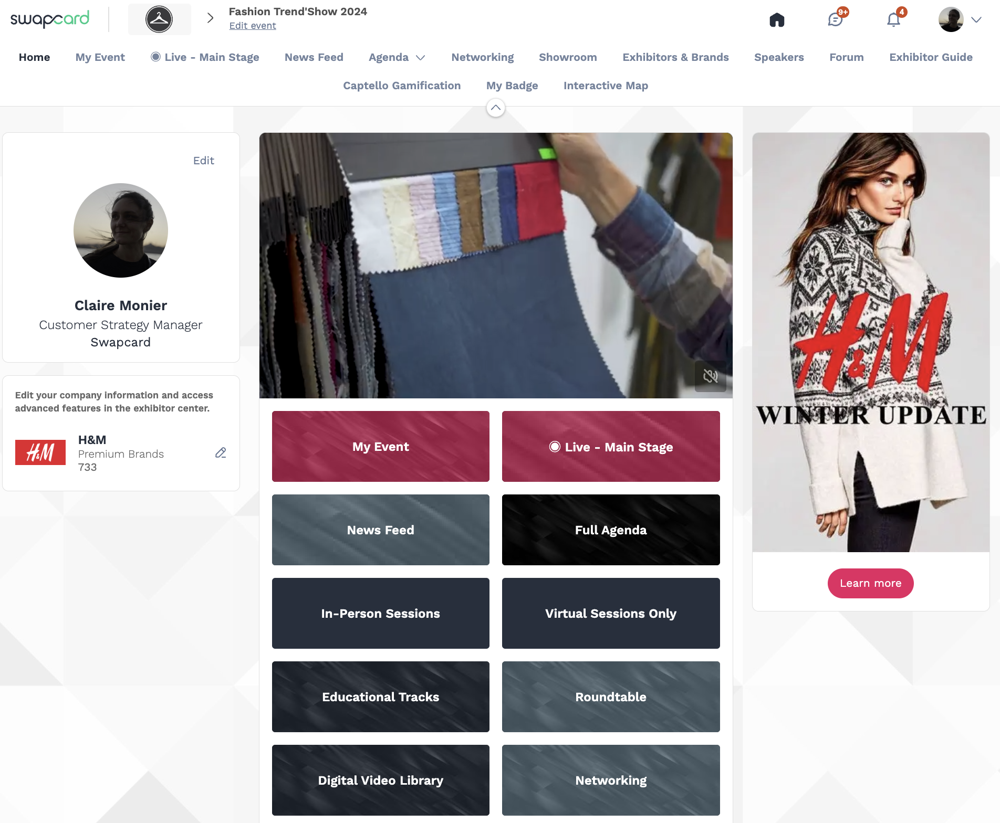 swapcard
Fashion Trend'Show 2024
Edit event
9+
4
Home
My Event
Live - Main Stage
News Feed
Agenda
Networking
Showroom
Exhibitors & Brands
Speakers
Forum
Exhibitor Guide
Captello Gamification
My Badge
Interactive Map
Edit
Claire Monier
Customer Strategy Manager
Swapcard
Edit your company information and access
advanced features in the exhibitor center.
H&M
H&M
Premium Brands
733
My Event
Live - Main Stage
News Feed
Full Agenda
In-Person Sessions
Virtual Sessions Only
Educational Tracks
Roundtable
Digital Video Library
Networking
H&M
WINTER UPDATE
Learn more